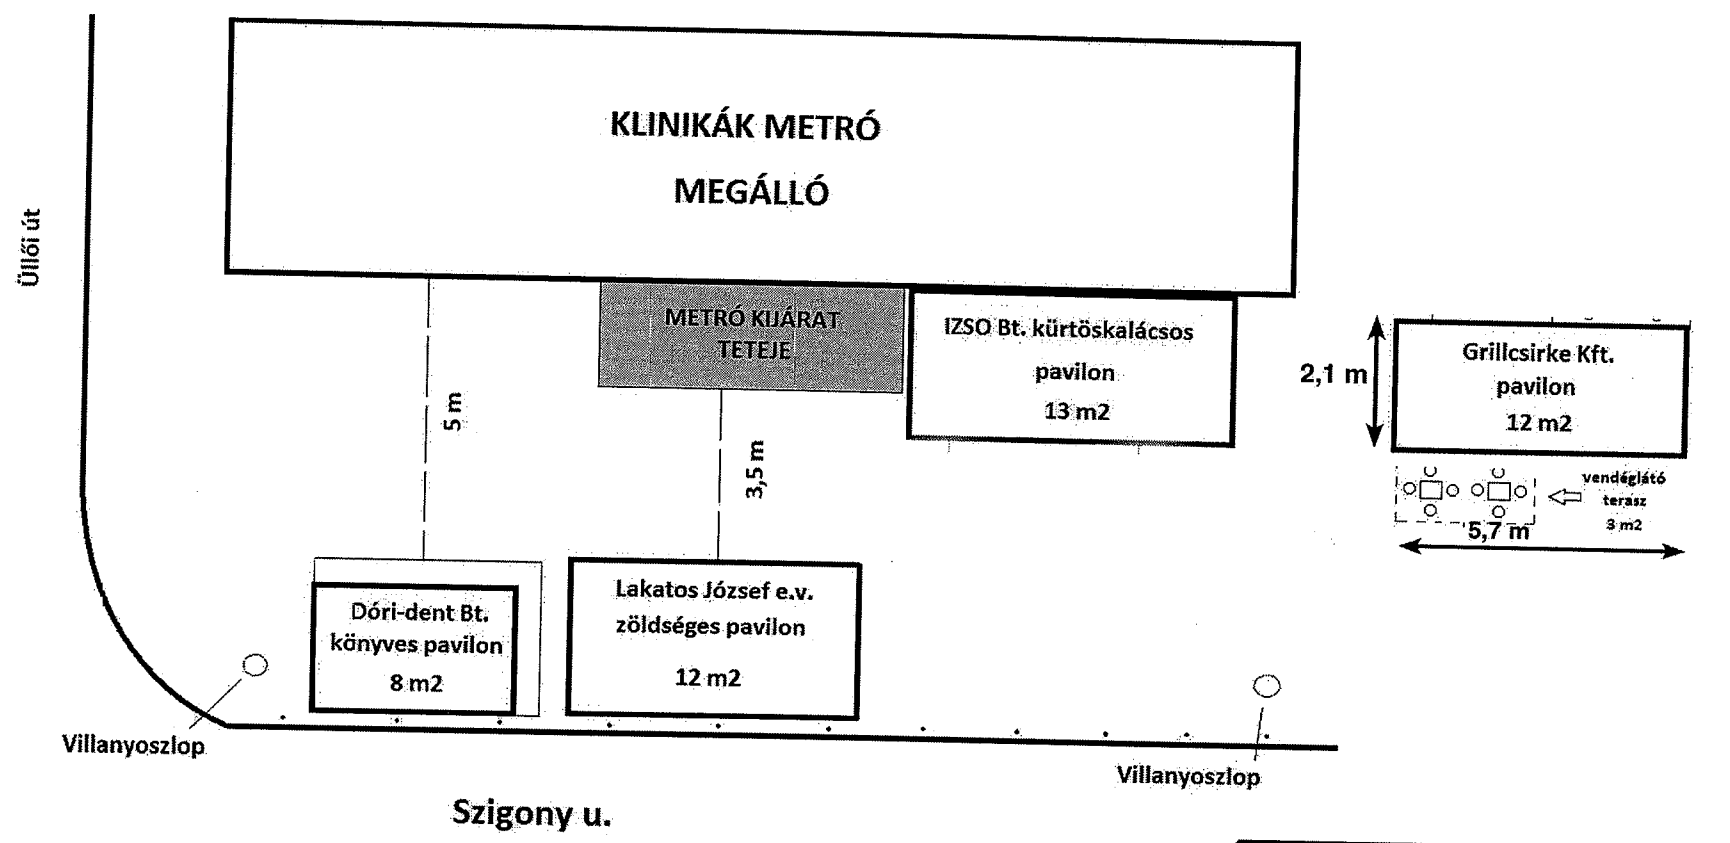 KLINIKÁK METRÓ
MEGÁLLÓ
Üllői út
METRÓ KIJÁRAT
TETEJE
IZSO Bt. kürtöskalácsos
pavilon
13 m2
2,1 m
Grillcsirke Kft.
pavilon
12 m2
5 m
3,5 m
vendéglátó
terasz
3 m2
5,7 m
Dóri-dent Bt.
könyves pavilon
8 m2
Lakatos József e.v.
zöldséges pavilon
12 m2
Villanyoszlop
Villanyoszlop
Szigony u.